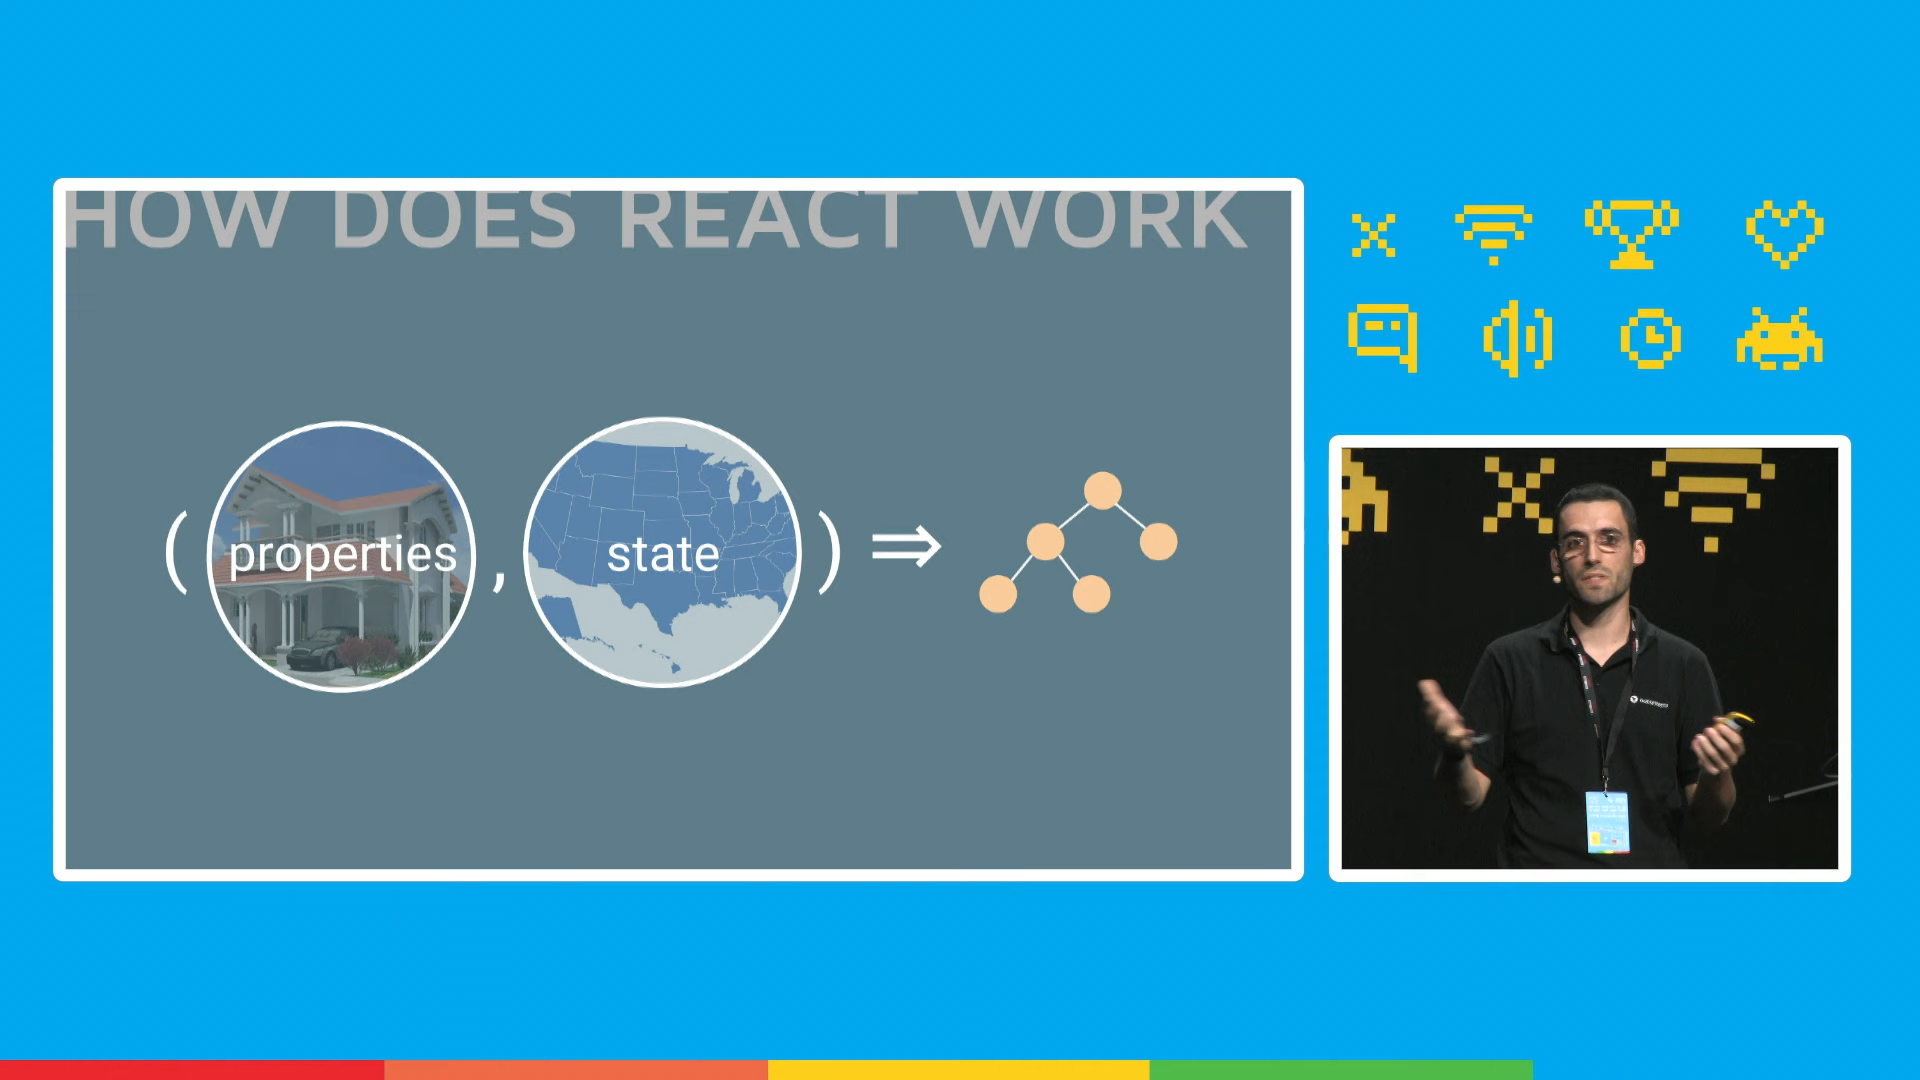 HOW DOES REACT WORK
( properties , state ) ⇒